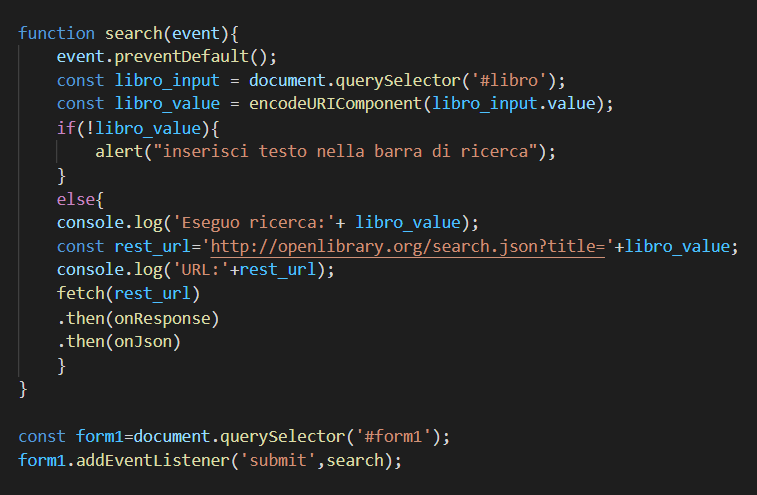 function search(event){
    event.preventDefault();
    const libro_input = document.querySelector('#libro');
    const libro_value = encodeURIComponent(libro_input.value);
    if(!libro_value){
        alert("inserisci testo nella barra di ricerca");
    }
    else{
    console.log('Eseguo ricerca:'+ libro_value);
    const rest_url='http://openlibrary.org/search.json?title='+libro_value;
    console.log('URL:'+rest_url);
    fetch(rest_url)
    .then(onResponse)
    .then(onJson)
    }
}

const form1=document.querySelector('#form1');
form1.addEventListener('submit',search);